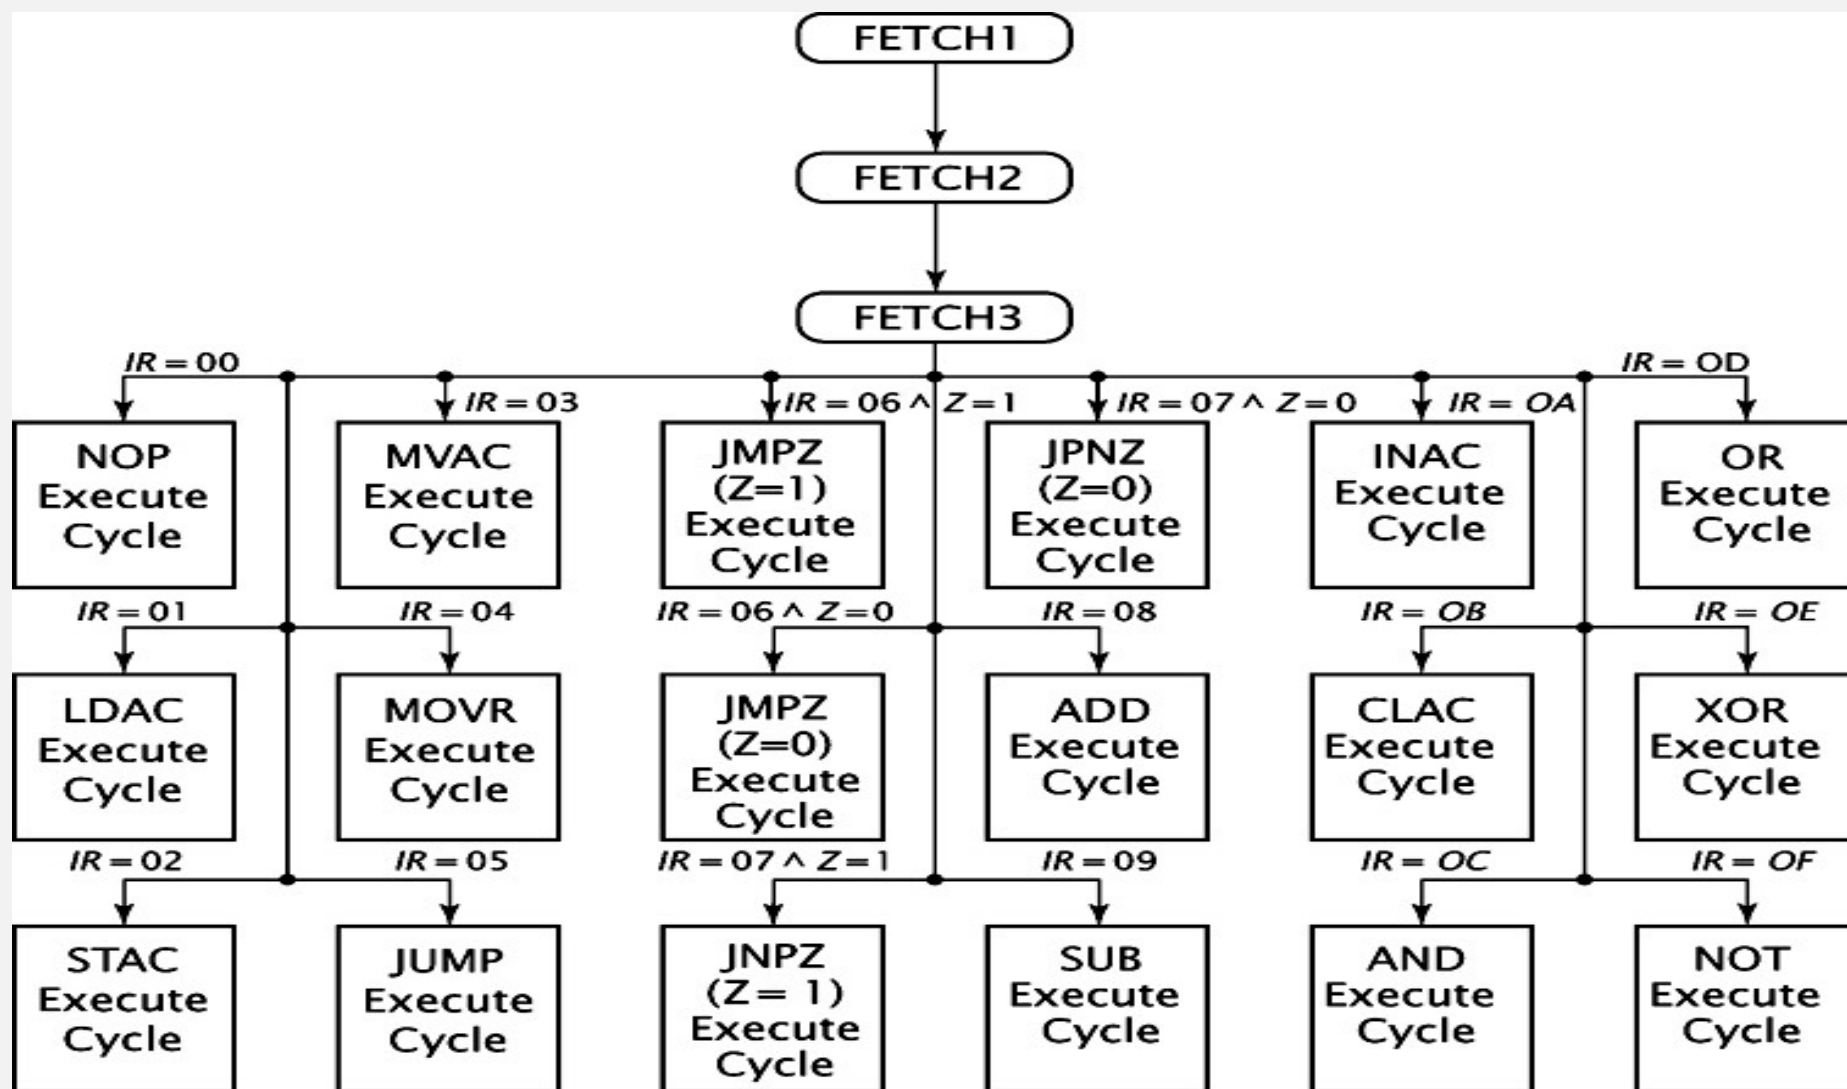 FETCH1
FETCH2
FETCH3
IR = 00
IR = OD
IR = 03
IR = 06 ∧ Z = 1
IR = 07 ∧ Z = 0
IR = OA
NOP
Execute
Cycle
MVAC
Execute
Cycle
JMPZ
(Z=1)
Execute
Cycle
JPNZ
(Z=0)
Execute
Cycle
INAC
Execute
Cycle
OR
Execute
Cycle
IR = 01
IR = 04
IR = 06 ∧ Z = 0
IR = 08
IR = OB
IR = OE
LDAC
Execute
Cycle
MOVR
Execute
Cycle
JMPZ
(Z=0)
Execute
Cycle
ADD
Execute
Cycle
CLAC
Execute
Cycle
XOR
Execute
Cycle
IR = 02
IR = 05
IR = 07 ∧ Z = 1
IR = 09
IR = OC
IR = OF
STAC
Execute
Cycle
JUMP
Execute
Cycle
JNPZ
(Z= 1)
Execute
Cycle
SUB
Execute
Cycle
AND
Execute
Cycle
NOT
Execute
Cycle